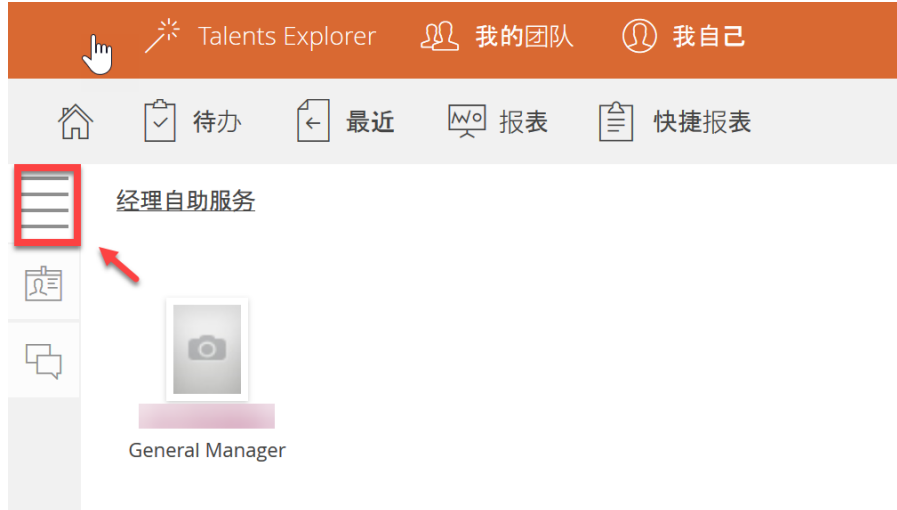 Talents Explorer 我的团队 我自己
待办 最近 报表 快捷报表
经理自助服务
General Manager